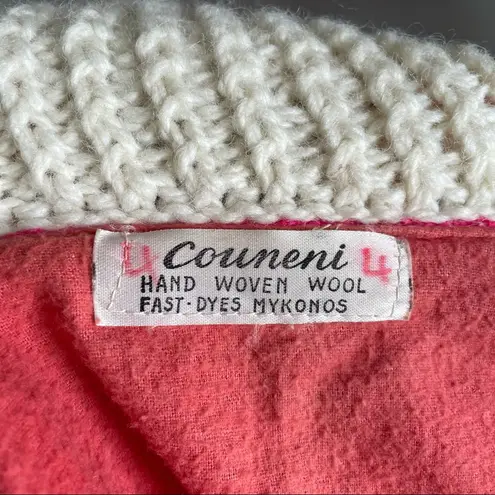 4 Couneni 4
HAND WOVEN WOOL
FAST-DYES MYKONOS